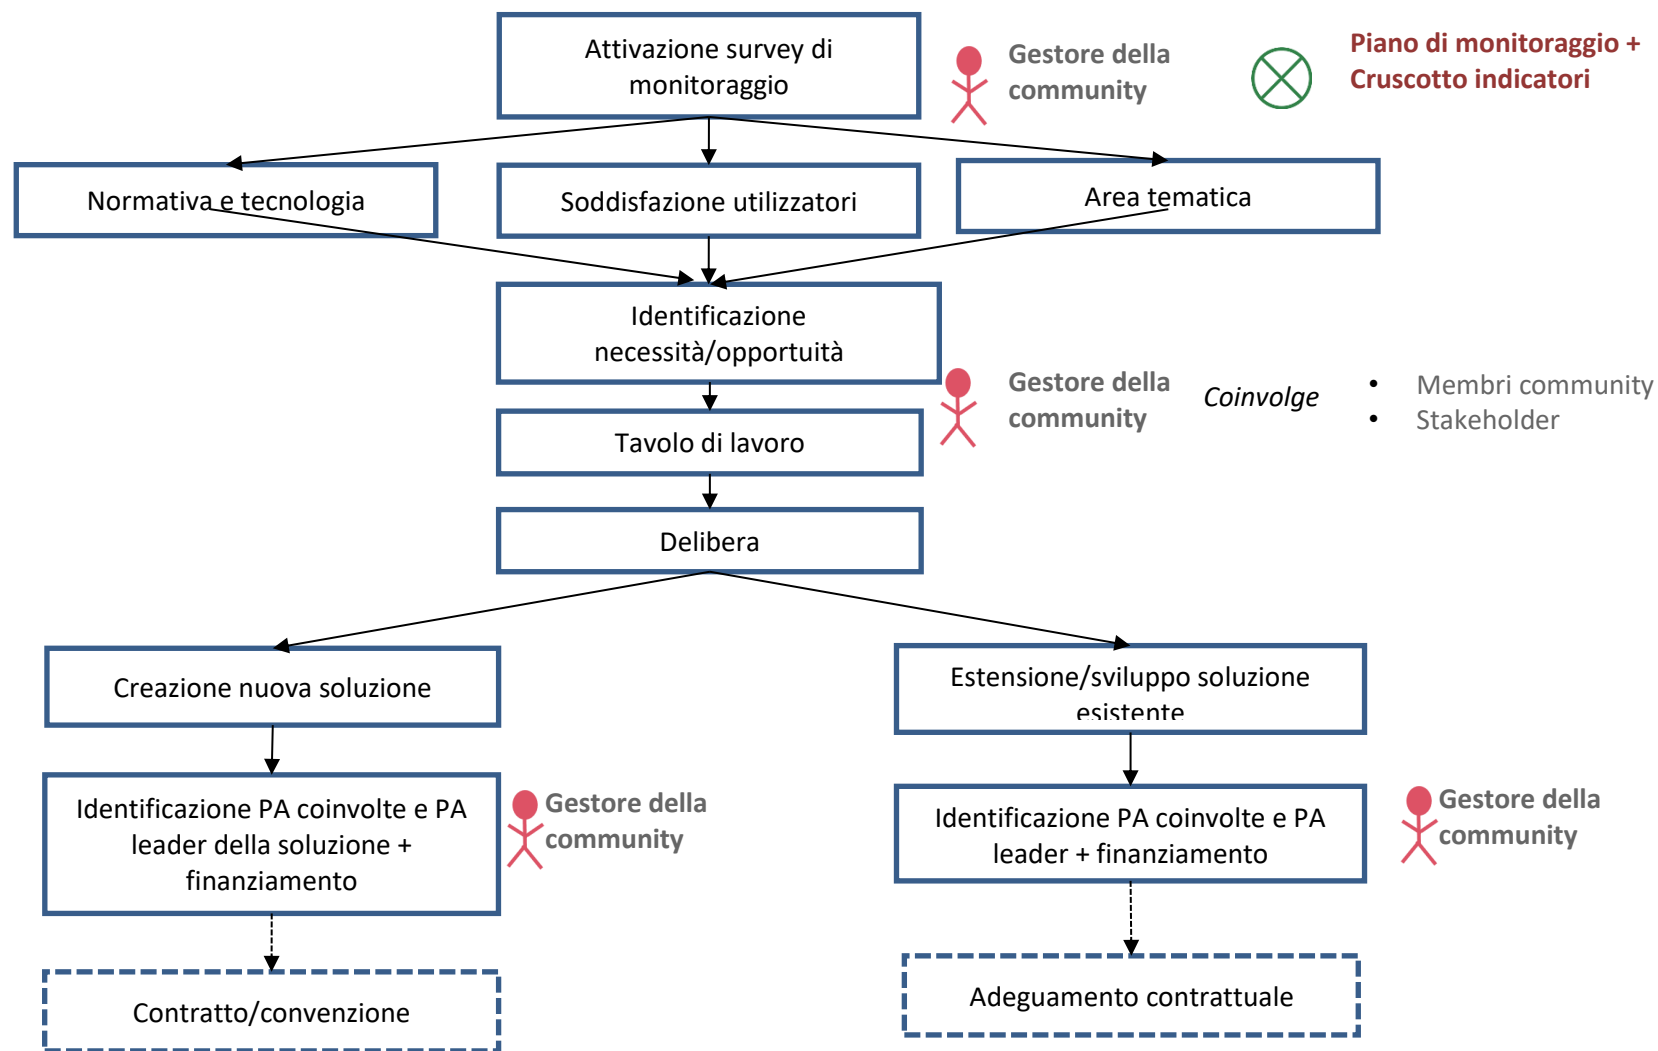 Attivazione survey di
monitoraggio
Gestore della
community
Piano di monitoraggio +
Cruscotto indicatori
Normativa e tecnologia
Soddisfazione utilizzatori
Area tematica
Identificazione
necessità/opportuità
Gestore della
community
Coinvolge
• Membri community
• Stakeholder
Tavolo di lavoro
Delibera
Creazione nuova soluzione
Estensione/sviluppo soluzione
esistente
Identificazione PA coinvolte e PA
leader della soluzione +
finanziamento
Gestore della
community
Identificazione PA coinvolte e PA
leader + finanziamento
Gestore della
community
Contratto/convenzione
Adeguamento contrattuale